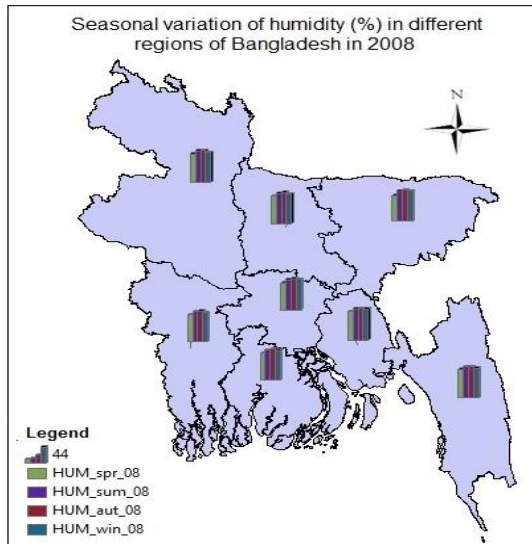 Seasonal variation of humidity (%) in different
regions of Bangladesh in 2008
N
Legend
44
HUM_spr_08
HUM_sum_08
HUM_aut_08
HUM_win_08